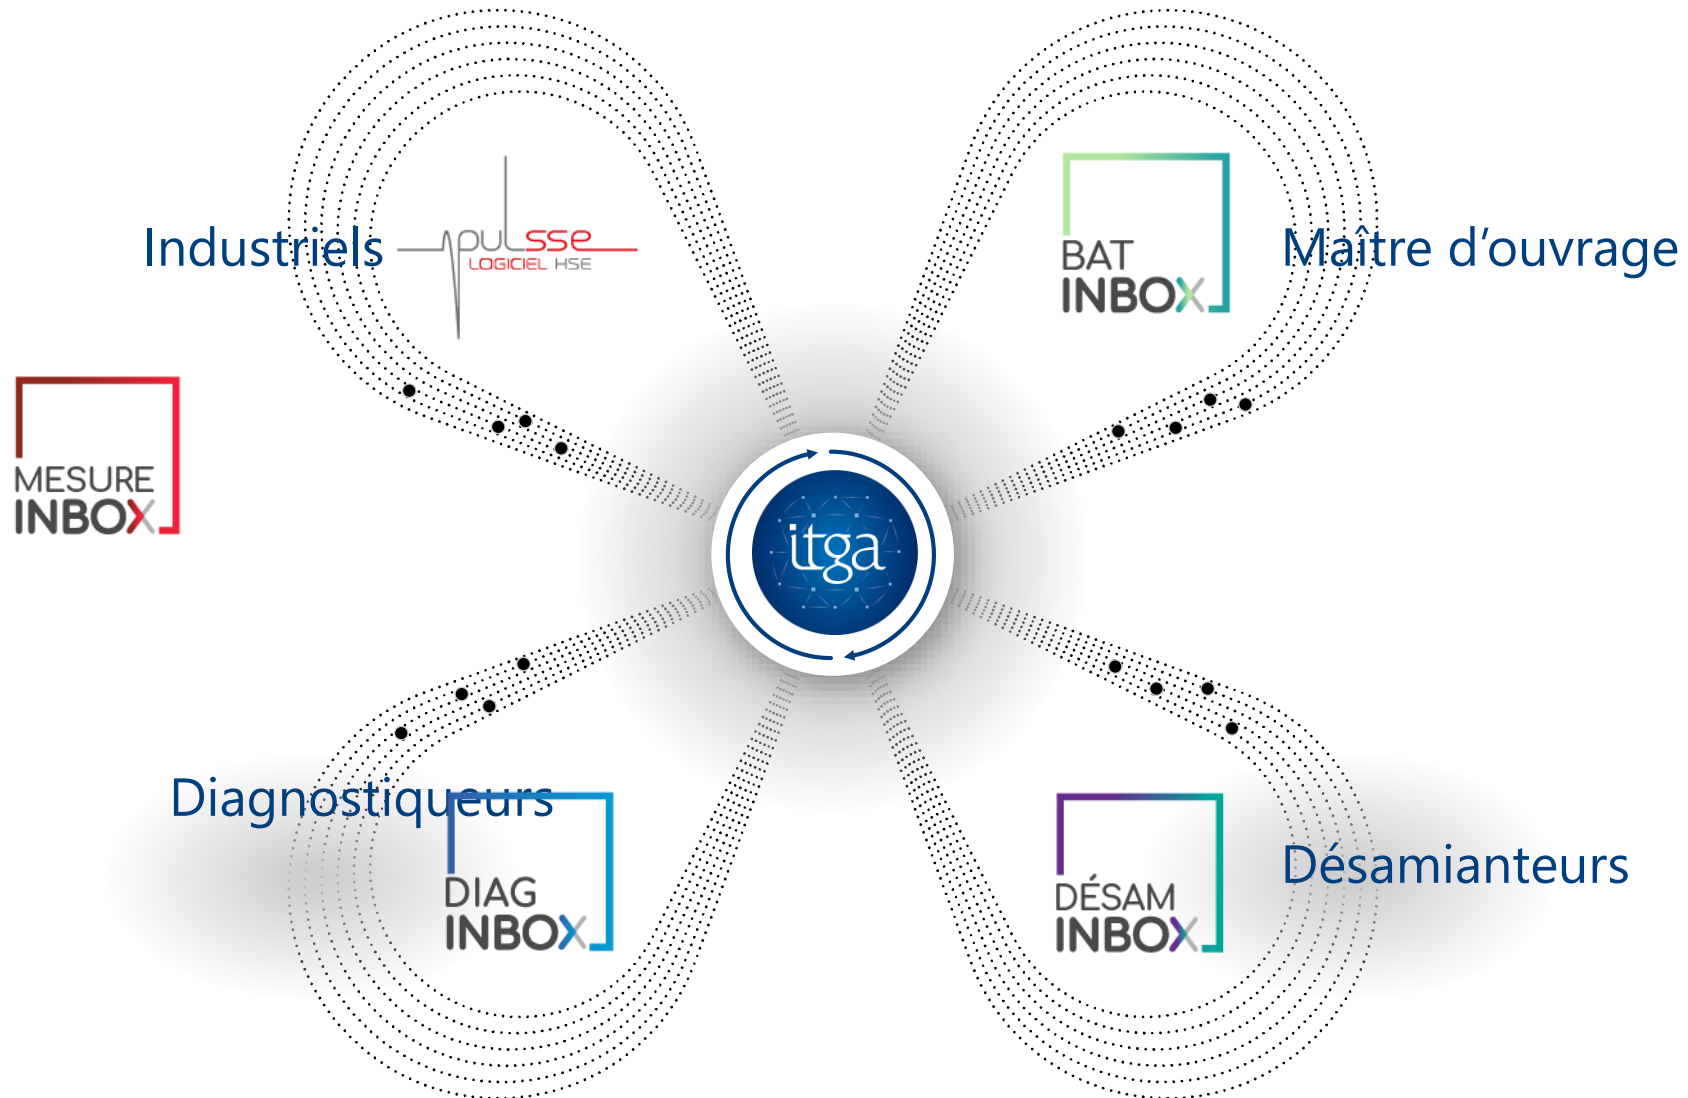 Industriels
pulsse
LOGICIEL HSE
BAT
INBOX
Maître d’ouvrage
MESURE
INBOX
itga
Diagnostiqueurs
DIAG
INBOX
DÉSAM
INBOX
Désamianteurs